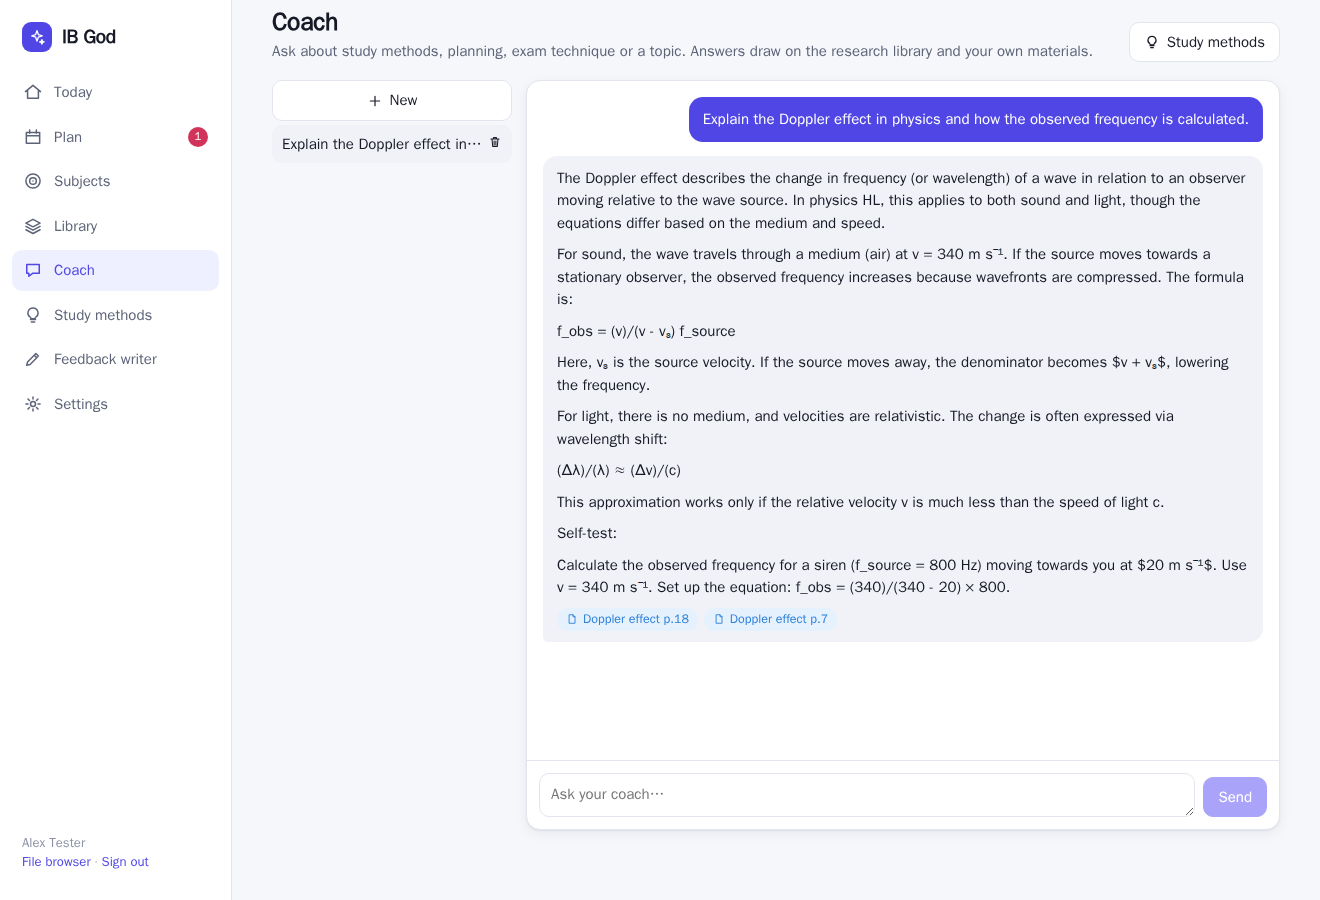 IB God
Today
Plan
1
Subjects
Library
Coach
Study methods
Feedback writer
Settings
Alex Tester
File browser · Sign out
Coach
Ask about study methods, planning, exam technique or a topic. Answers draw on the research library and your own materials.
Study methods
New
Explain the Doppler effect in…
Explain the Doppler effect in physics and how the observed frequency is calculated.
The Doppler effect describes the change in frequency (or wavelength) of a wave in relation to an observer
moving relative to the wave source. In physics HL, this applies to both sound and light, though the
equations differ based on the medium and speed.
For sound, the wave travels through a medium (air) at v = 340 m s⁻¹. If the source moves towards a
stationary observer, the observed frequency increases because wavefronts are compressed. The formula
is:
f_obs = (v)/(v - vₛ) f_source
Here, vₛ is the source velocity. If the source moves away, the denominator becomes $v + vₛ$, lowering
the frequency.
For light, there is no medium, and velocities are relativistic. The change is often expressed via
wavelength shift:
(Δλ)/(λ) ≈ (Δv)/(c)
This approximation works only if the relative velocity v is much less than the speed of light c.
Self-test:
Calculate the observed frequency for a siren (f_source = 800 Hz) moving towards you at $20 m s⁻¹$. Use
v = 340 m s⁻¹. Set up the equation: f_obs = (340)/(340 - 20) × 800.
Doppler effect p.18
Doppler effect p.7
Ask your coach…
Send